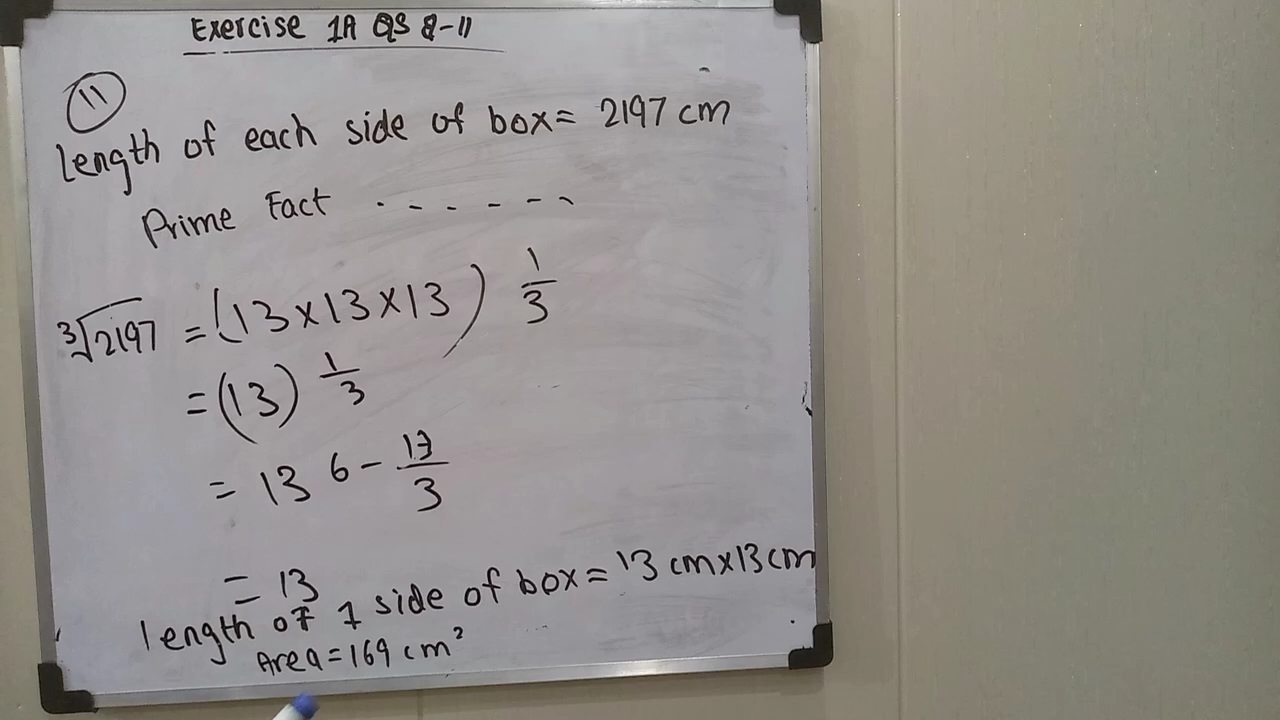 Exercise 1A QS 8-11
11
Length of each side of box = 2197 cm
Prime Fact . - - - - - 
∛2197 = (13×13×13) 1/3
= (13) 1/3
= 13 6 - 13/3
= 13
length of 1 side of box = 13 cm x 13 cm
Area = 169 cm²